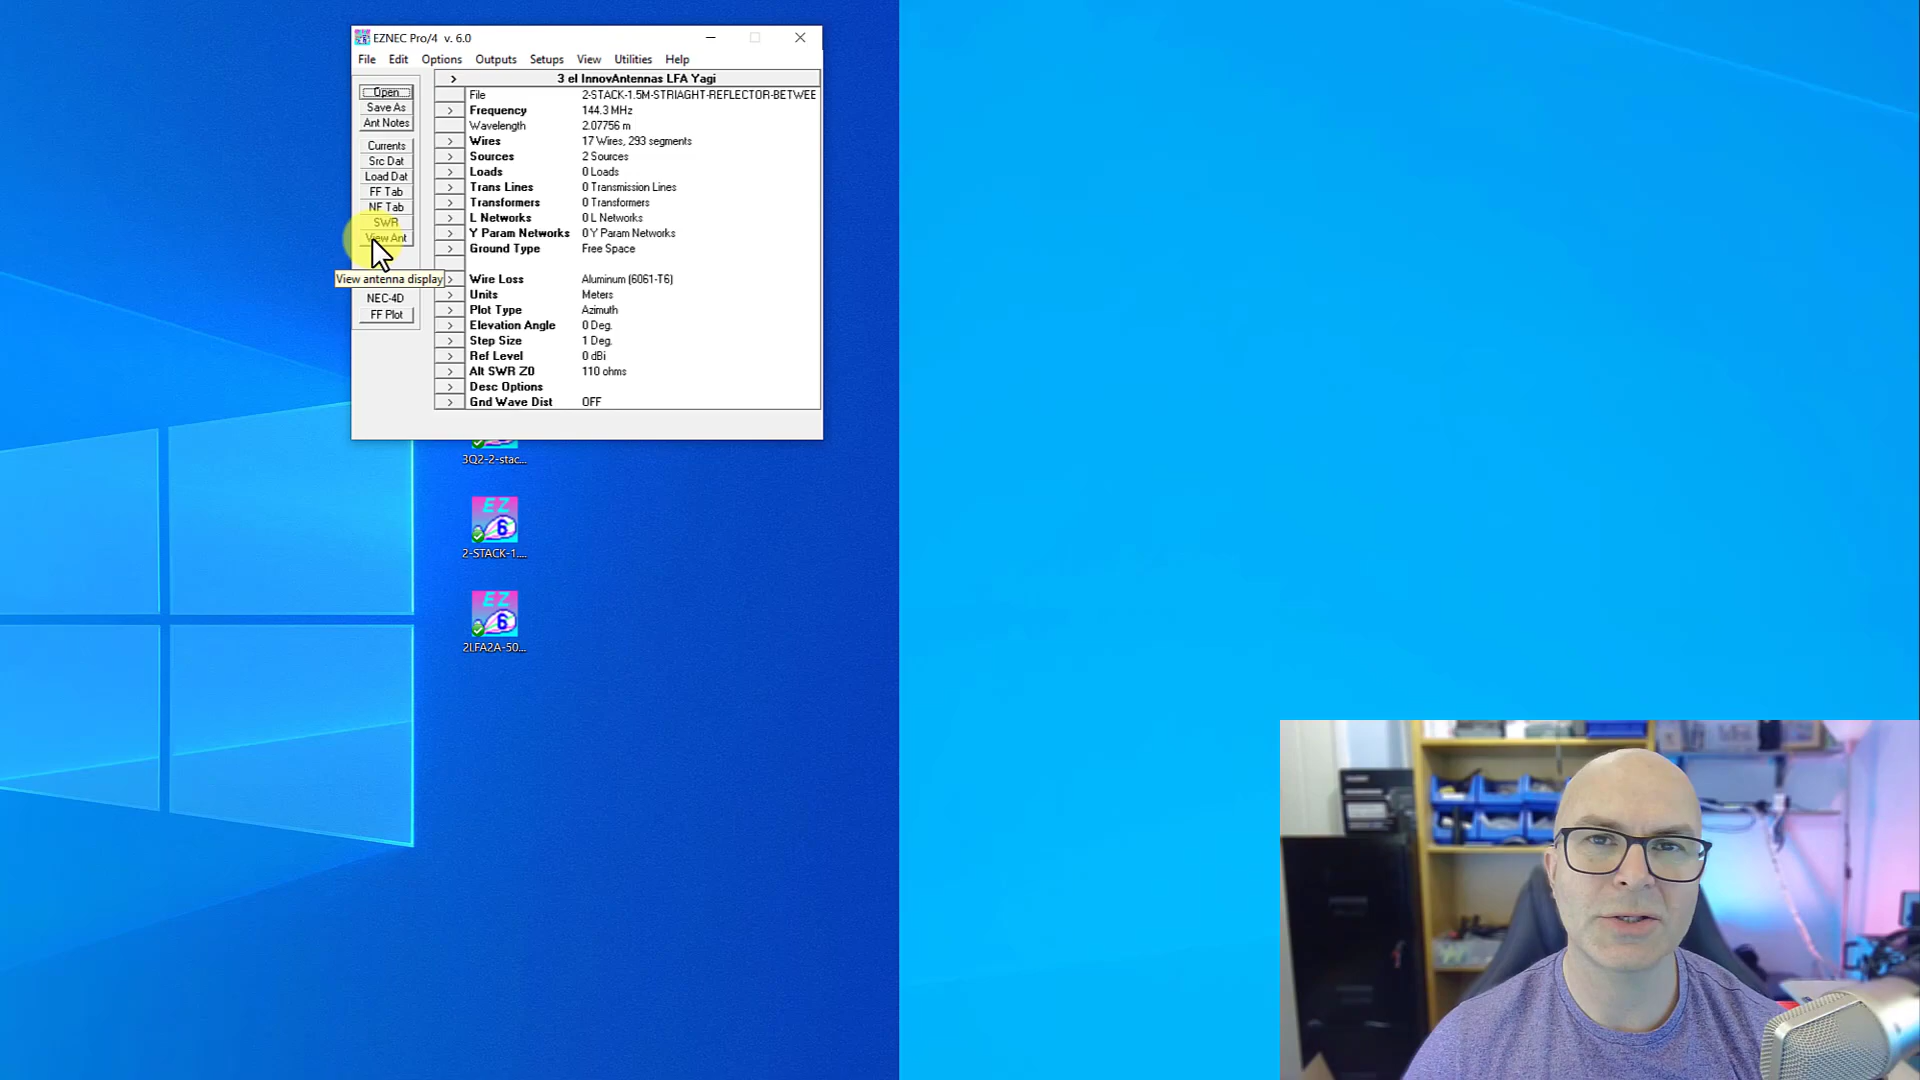 EZNEC Pro/4 v. 6.0
File Edit Options Outputs Setups View Utilities Help
> 3 el InnovAntennas LFA Yagi
Open
Save As
Ant Notes
Currents
Src Dat
Load Dat
FF Tab
NF Tab
SWR
View Ant
View antenna display
NEC-4D
FF Plot
File 2-STACK-1.5M-STRIAGHT-REFLECTOR-BETWEE
> Frequency 144.3 MHz
Wavelength 2.07756 m
> Wires 17 Wires, 293 segments
> Sources 2 Sources
> Loads 0 Loads
> Trans Lines 0 Transmission Lines
> Transformers 0 Transformers
> L Networks 0 L Networks
> Y Param Networks 0 Y Param Networks
> Ground Type Free Space
> Wire Loss Aluminum (6061-T6)
> Units Meters
> Plot Type Azimuth
> Elevation Angle 0 Deg.
> Step Size 1 Deg.
> Ref Level 0 dBi
> Alt SWR Z0 110 ohms
> Desc Options
> Gnd Wave Dist OFF
3Q2-2-stac...
EZ
6
2-STACK-1....
EZ
6
2LFA2A-50...